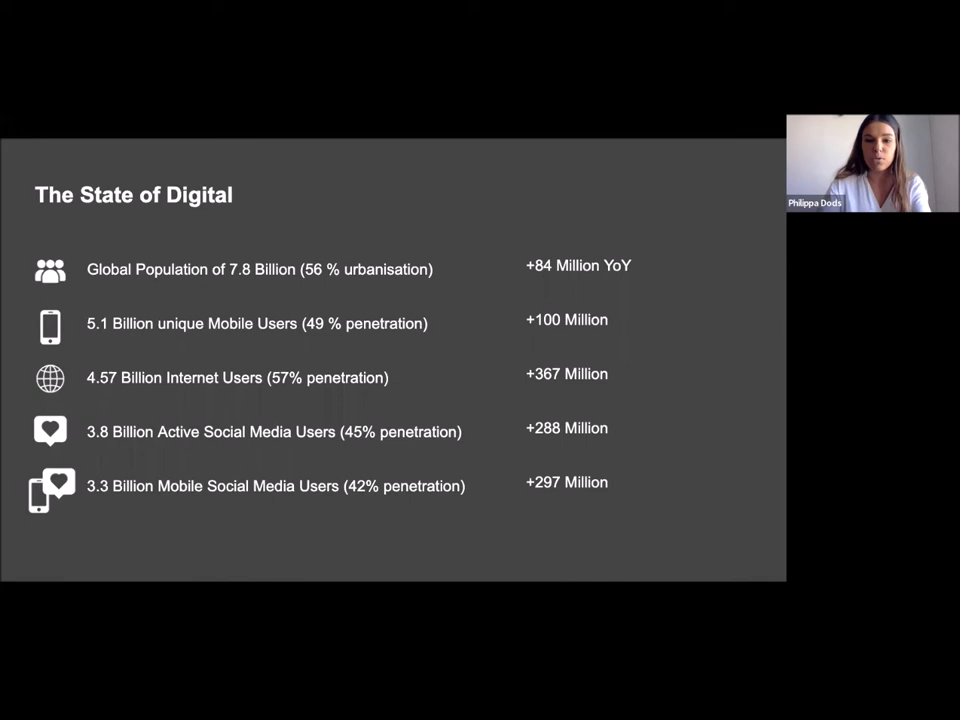 The State of Digital
Global Population of 7.8 Billion (56 % urbanisation)
+84 Million YoY
5.1 Billion unique Mobile Users (49 % penetration)
+100 Million
4.57 Billion Internet Users (57% penetration)
+367 Million
3.8 Billion Active Social Media Users (45% penetration)
+288 Million
3.3 Billion Mobile Social Media Users (42% penetration)
+297 Million
Philippa Dods